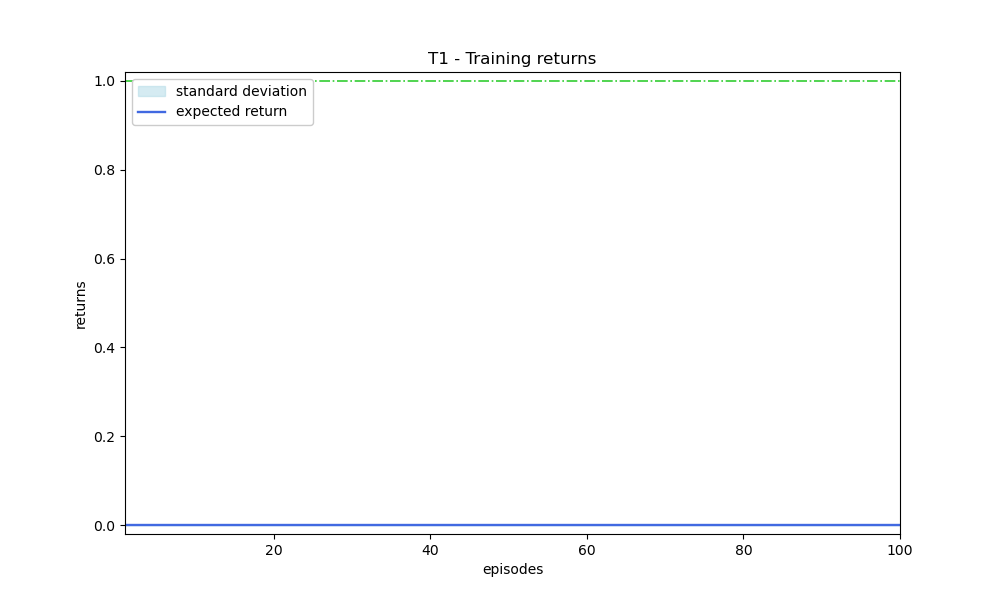 T1 - Training returns
1.0
standard deviation
expected return
0.8
0.6
returns
0.4
0.2
0.0
20 40 60 80 100
episodes